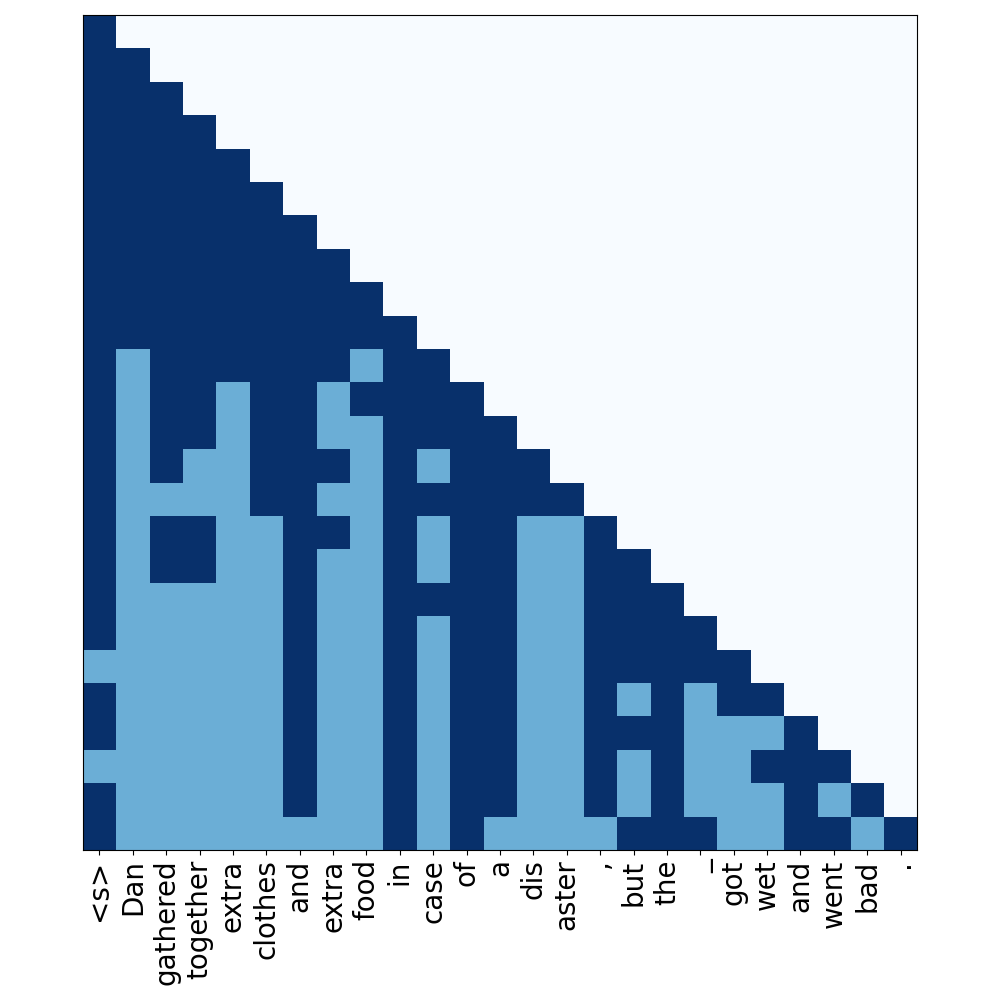 <s> Dan gathered together extra clothes and extra food in case of a dis aster , but the _ got wet and went bad .